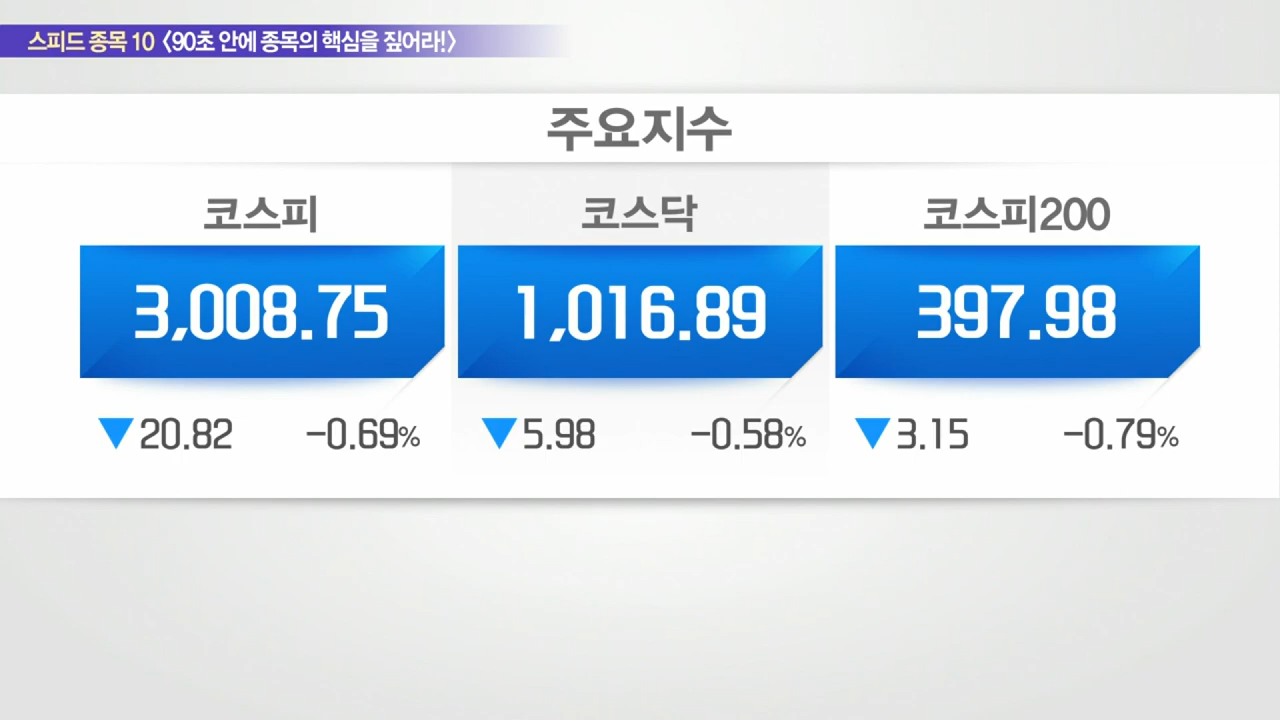 스피드 종목 10 〈90초 안에 종목의 핵심을 짚어라!〉
주요지수
코스피 코스닥 코스피200
3,008.75 1,016.89 397.98
▼20.82 -0.69% ▼5.98 -0.58% ▼3.15 -0.79%